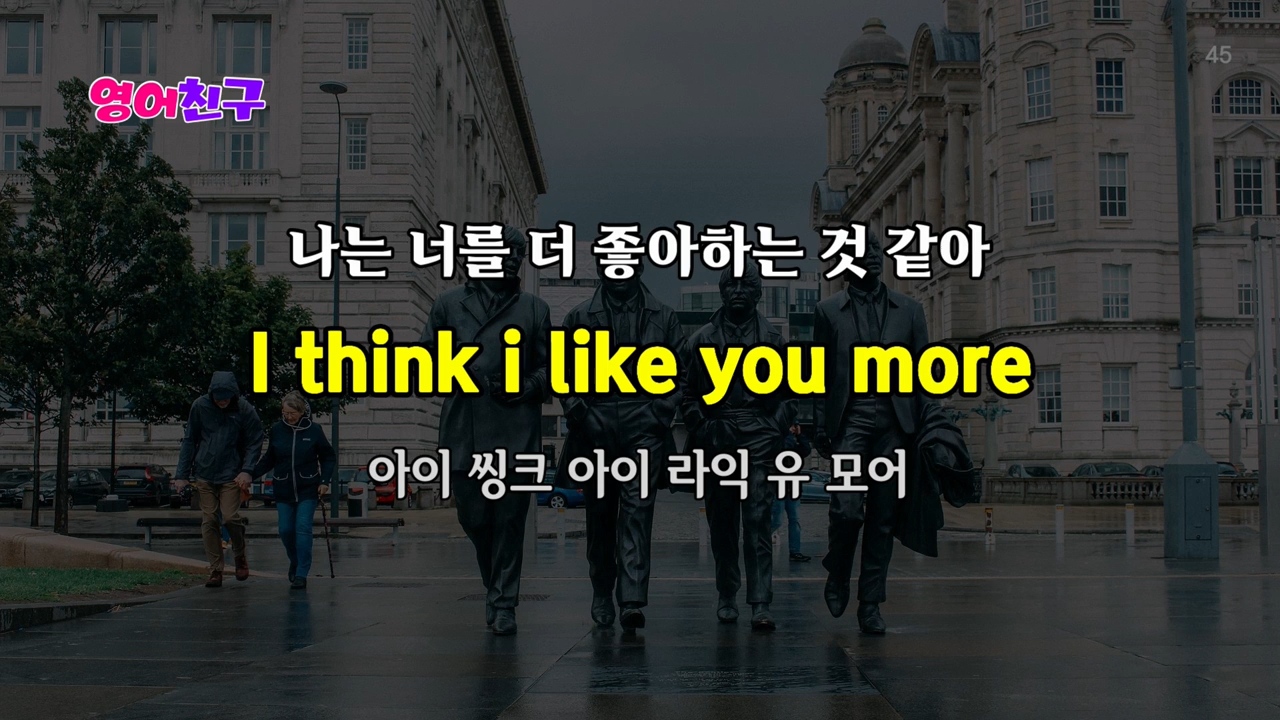 45
영어친구
나는 너를 더 좋아하는 것 같아
I think i like you more
아이 씽크 아이 라익 유 모어